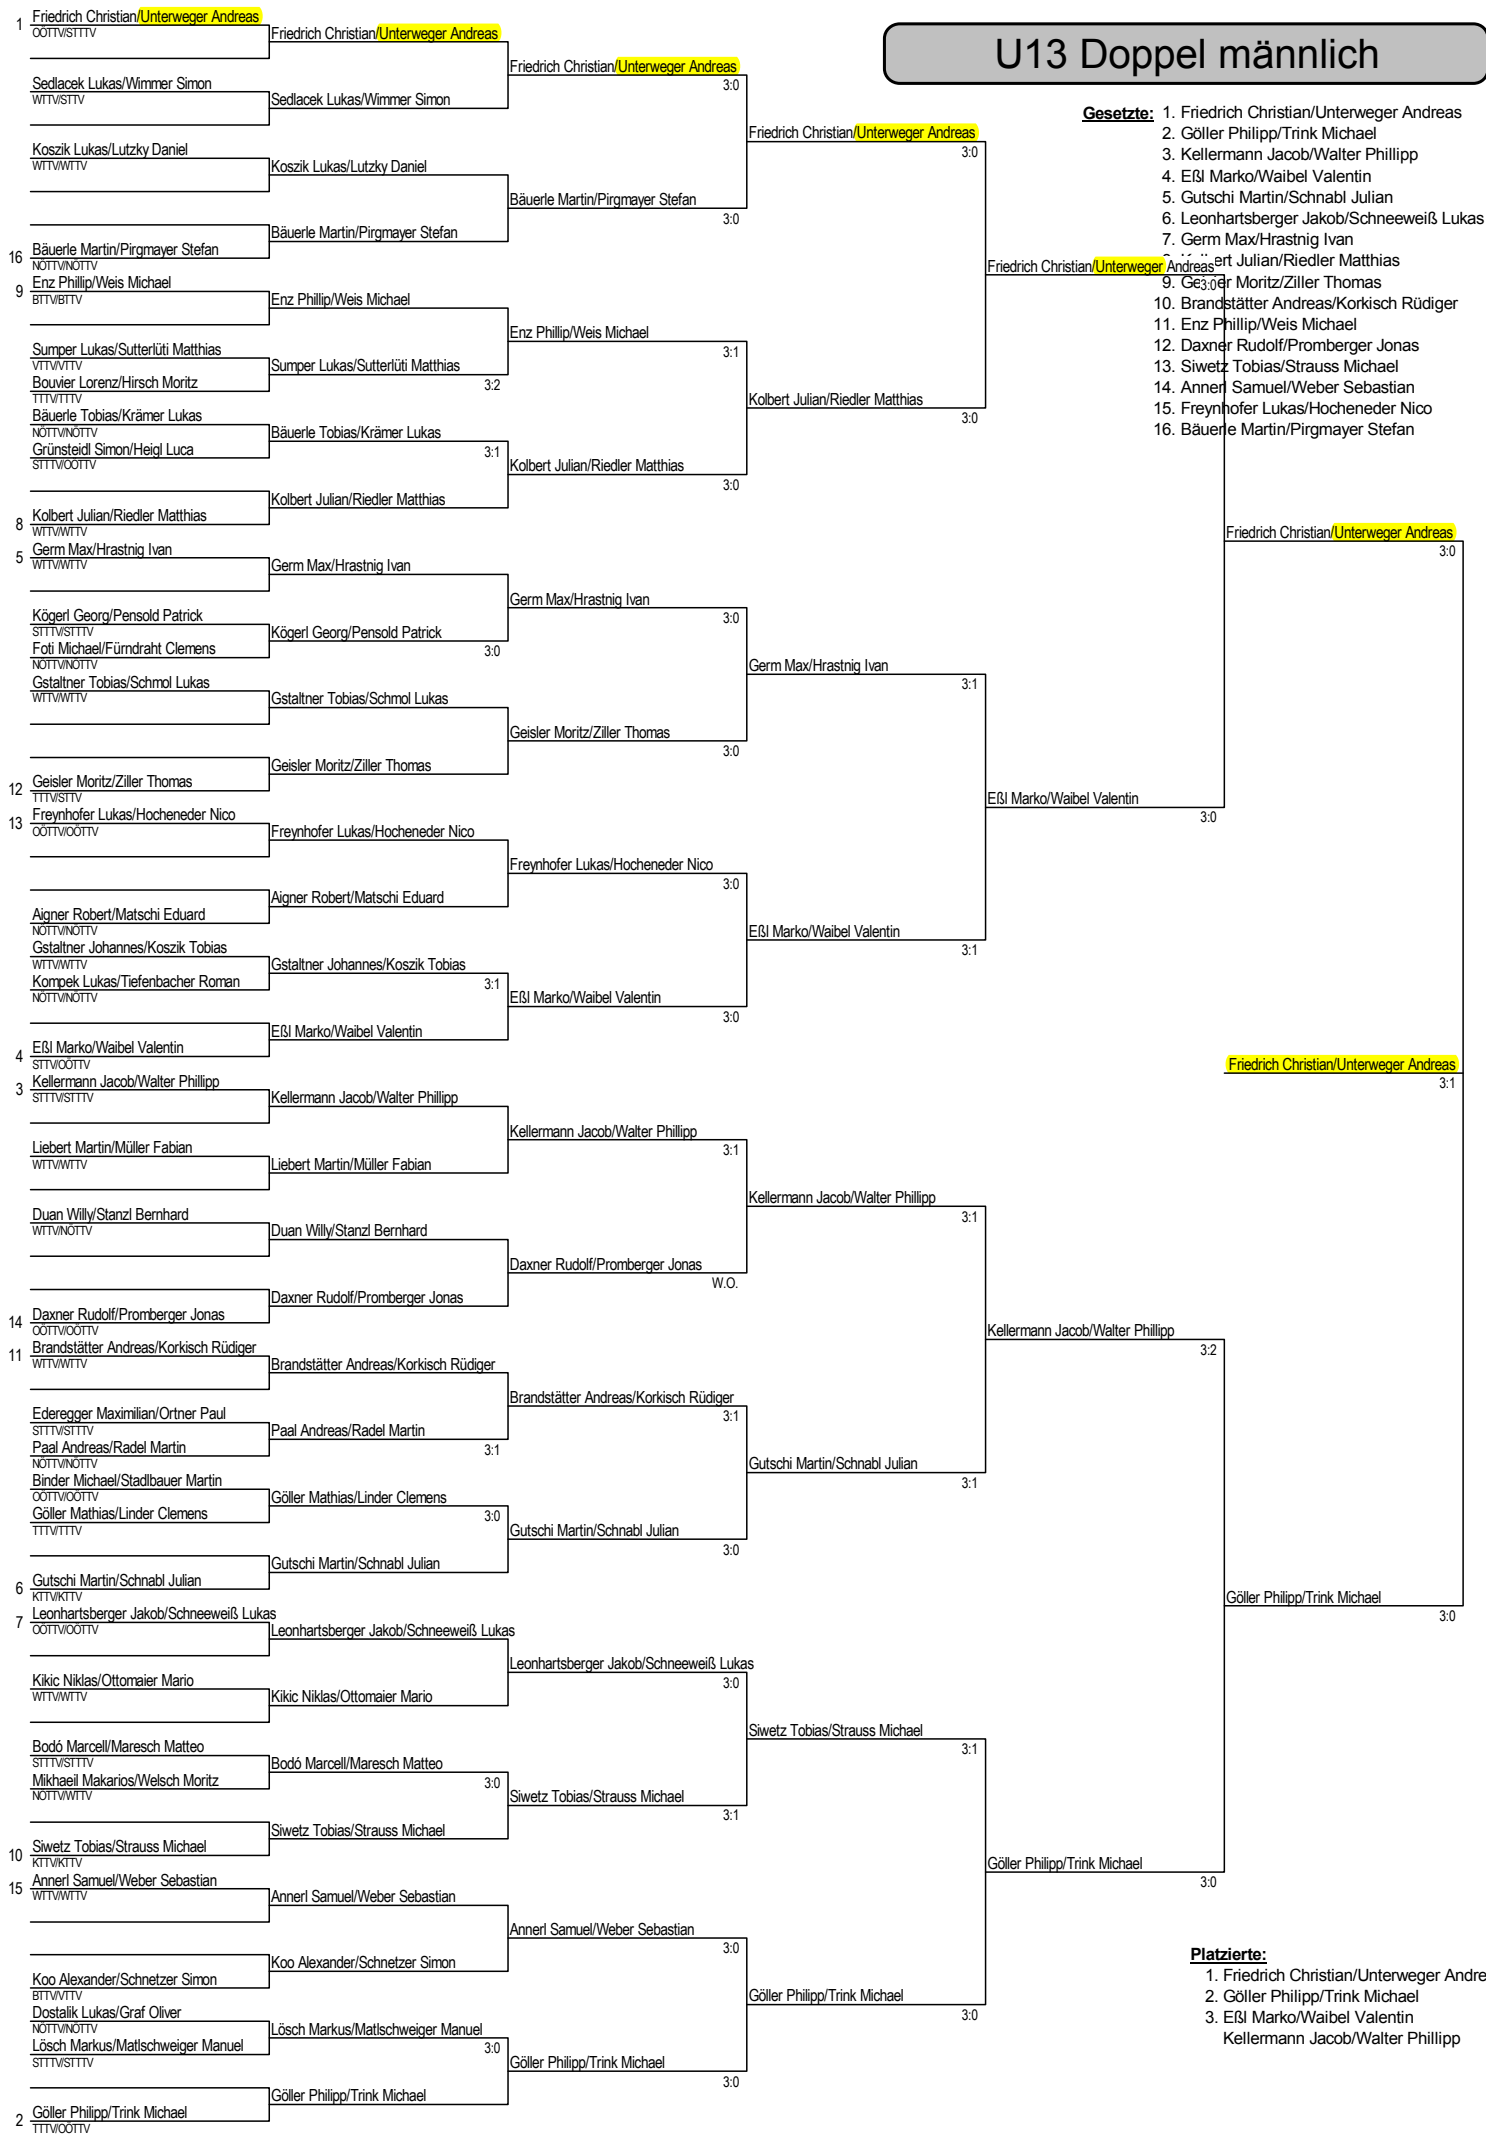 U13 Doppel männlich
Gesetzte: 1. Friedrich Christian/Unterweger Andreas
2. Göller Philipp/Trink Michael
3. Kellermann Jacob/Walter Phillipp
4. Eßl Marko/Waibel Valentin
5. Gutschi Martin/Schnabl Julian
6. Leonhartsberger Jakob/Schneeweiß Lukas
7. Germ Max/Hrastnig Ivan
Julian/Riedler Matthias
9. Moritz/Ziller Thomas
10. Brandstätter Andreas/Korkisch Rüdiger
11. Enz Phillip/Weis Michael
12. Daxner Rudolf/Promberger Jonas
13. Siwetz Tobias/Strauss Michael
14. Annerl Samuel/Weber Sebastian
15. Freynhofer Lukas/Hocheneder Nico
16. Bäuerle Martin/Pirgmayer Stefan
1 Friedrich Christian/Unterweger Andreas
OÖTTV/STTTV
Sedlacek Lukas/Wimmer Simon
WTTV/STTV
Koszik Lukas/Lutzky Daniel
WTTV/WTTV
16 Bäuerle Martin/Pirgmayer Stefan
NÖTTV/NÖTTV
9 Enz Phillip/Weis Michael
BTTV/BTTV
Sumper Lukas/Sutterlüti Matthias
VTTV/VTTV
Bouvier Lorenz/Hirsch Moritz
TTTV/TTTV
Bäuerle Tobias/Krämer Lukas
NÖTTV/NÖTTV
Grünsteidl Simon/Heigl Luca
STTTV/OÖTTV
8 Kolbert Julian/Riedler Matthias
WTTV/WTTV
5 Germ Max/Hrastnig Ivan
WTTV/WTTV
Kögerl Georg/Pensold Patrick
STTTV/STTTV
Foti Michael/Fürndraht Clemens
NÖTTV/NÖTTV
Gstaltner Tobias/Schmol Lukas
WTTV/WTTV
12 Geisler Moritz/Ziller Thomas
TTTV/STTV
13 Freynhofer Lukas/Hocheneder Nico
OÖTTV/OÖTTV
Aigner Robert/Matschi Eduard
NÖTTV/NÖTTV
Gstaltner Johannes/Koszik Tobias
WTTV/WTTV
Kompek Lukas/Tiefenbacher Roman
NÖTTV/NÖTTV
4 Eßl Marko/Waibel Valentin
STTV/OÖTTV
3 Kellermann Jacob/Walter Phillipp
STTTV/STTTV
Liebert Martin/Müller Fabian
WTTV/WTTV
Duan Willy/Stanzl Bernhard
WTTV/NÖTTV
14 Daxner Rudolf/Promberger Jonas
OÖTTV/OÖTTV
11 Brandstätter Andreas/Korkisch Rüdiger
WTTV/WTTV
Ederegger Maximilian/Ortner Paul
STTTV/STTTV
Paal Andreas/Radel Martin
NÖTTV/NÖTTV
Binder Michael/Stadlbauer Martin
OÖTTV/OÖTTV
Göller Mathias/Linder Clemens
TTTV/TTTV
6 Gutschi Martin/Schnabl Julian
KTTV/KTTV
7 Leonhartsberger Jakob/Schneeweiß Lukas
OÖTTV/OÖTTV
Kikic Niklas/Ottomaier Mario
WTTV/WTTV
Bodó Marcell/Maresch Matteo
STTTV/STTTV
Mikhaeil Makarios/Welsch Moritz
NÖTTV/WTTV
10 Siwetz Tobias/Strauss Michael
KTTV/KTTV
15 Annerl Samuel/Weber Sebastian
WTTV/WTTV
Koo Alexander/Schnetzer Simon
BTTV/VTTV
Dostalik Lukas/Graf Oliver
NÖTTV/NÖTTV
Lösch Markus/Matlschweiger Manuel
STTTV/STTTV
2 Göller Philipp/Trink Michael
TTTV/OÖTTV
Friedrich Christian/Unterweger Andreas
Sedlacek Lukas/Wimmer Simon
Koszik Lukas/Lutzky Daniel
Bäuerle Martin/Pirgmayer Stefan
Enz Phillip/Weis Michael
Sumper Lukas/Sutterlüti Matthias
3:2
Bäuerle Tobias/Krämer Lukas
3:1
Kolbert Julian/Riedler Matthias
Germ Max/Hrastnig Ivan
Kögerl Georg/Pensold Patrick
3:0
Gstaltner Tobias/Schmol Lukas
Geisler Moritz/Ziller Thomas
Freynhofer Lukas/Hocheneder Nico
Aigner Robert/Matschi Eduard
Gstaltner Johannes/Koszik Tobias
3:1
Eßl Marko/Waibel Valentin
Kellermann Jacob/Walter Phillipp
Liebert Martin/Müller Fabian
Duan Willy/Stanzl Bernhard
Daxner Rudolf/Promberger Jonas
Brandstätter Andreas/Korkisch Rüdiger
Paal Andreas/Radel Martin
3:1
Göller Mathias/Linder Clemens
3:0
Gutschi Martin/Schnabl Julian
Leonhartsberger Jakob/Schneeweiß Lukas
Kikic Niklas/Ottomaier Mario
Bodó Marcell/Maresch Matteo
3:0
Siwetz Tobias/Strauss Michael
Annerl Samuel/Weber Sebastian
Koo Alexander/Schnetzer Simon
Lösch Markus/Matlschweiger Manuel
3:0
Göller Philipp/Trink Michael
Friedrich Christian/Unterweger Andreas
3:0
Bäuerle Martin/Pirgmayer Stefan
3:0
Enz Phillip/Weis Michael
3:1
Kolbert Julian/Riedler Matthias
3:0
Germ Max/Hrastnig Ivan
3:0
Geisler Moritz/Ziller Thomas
3:0
Freynhofer Lukas/Hocheneder Nico
3:0
Eßl Marko/Waibel Valentin
3:0
Kellermann Jacob/Walter Phillipp
3:1
Daxner Rudolf/Promberger Jonas
W.O.
Brandstätter Andreas/Korkisch Rüdiger
3:1
Gutschi Martin/Schnabl Julian
3:0
Leonhartsberger Jakob/Schneeweiß Lukas
3:0
Siwetz Tobias/Strauss Michael
3:1
Annerl Samuel/Weber Sebastian
3:0
Göller Philipp/Trink Michael
3:0
Friedrich Christian/Unterweger Andreas
3:0
Kolbert Julian/Riedler Matthias
3:0
Germ Max/Hrastnig Ivan
3:1
Eßl Marko/Waibel Valentin
3:1
Kellermann Jacob/Walter Phillipp
3:1
Gutschi Martin/Schnabl Julian
3:1
Siwetz Tobias/Strauss Michael
3:1
Göller Philipp/Trink Michael
3:0
Friedrich Christian/Unterweger Andreas
3:0
Eßl Marko/Waibel Valentin
3:0
Kellermann Jacob/Walter Phillipp
3:2
Göller Philipp/Trink Michael
3:0
Friedrich Christian/Unterweger Andreas
3:0
Göller Philipp/Trink Michael
3:0
Friedrich Christian/Unterweger Andreas
3:1
Platzierte:
1. Friedrich Christian/Unterweger Andre
2. Göller Philipp/Trink Michael
3. Eßl Marko/Waibel Valentin
Kellermann Jacob/Walter Phillipp